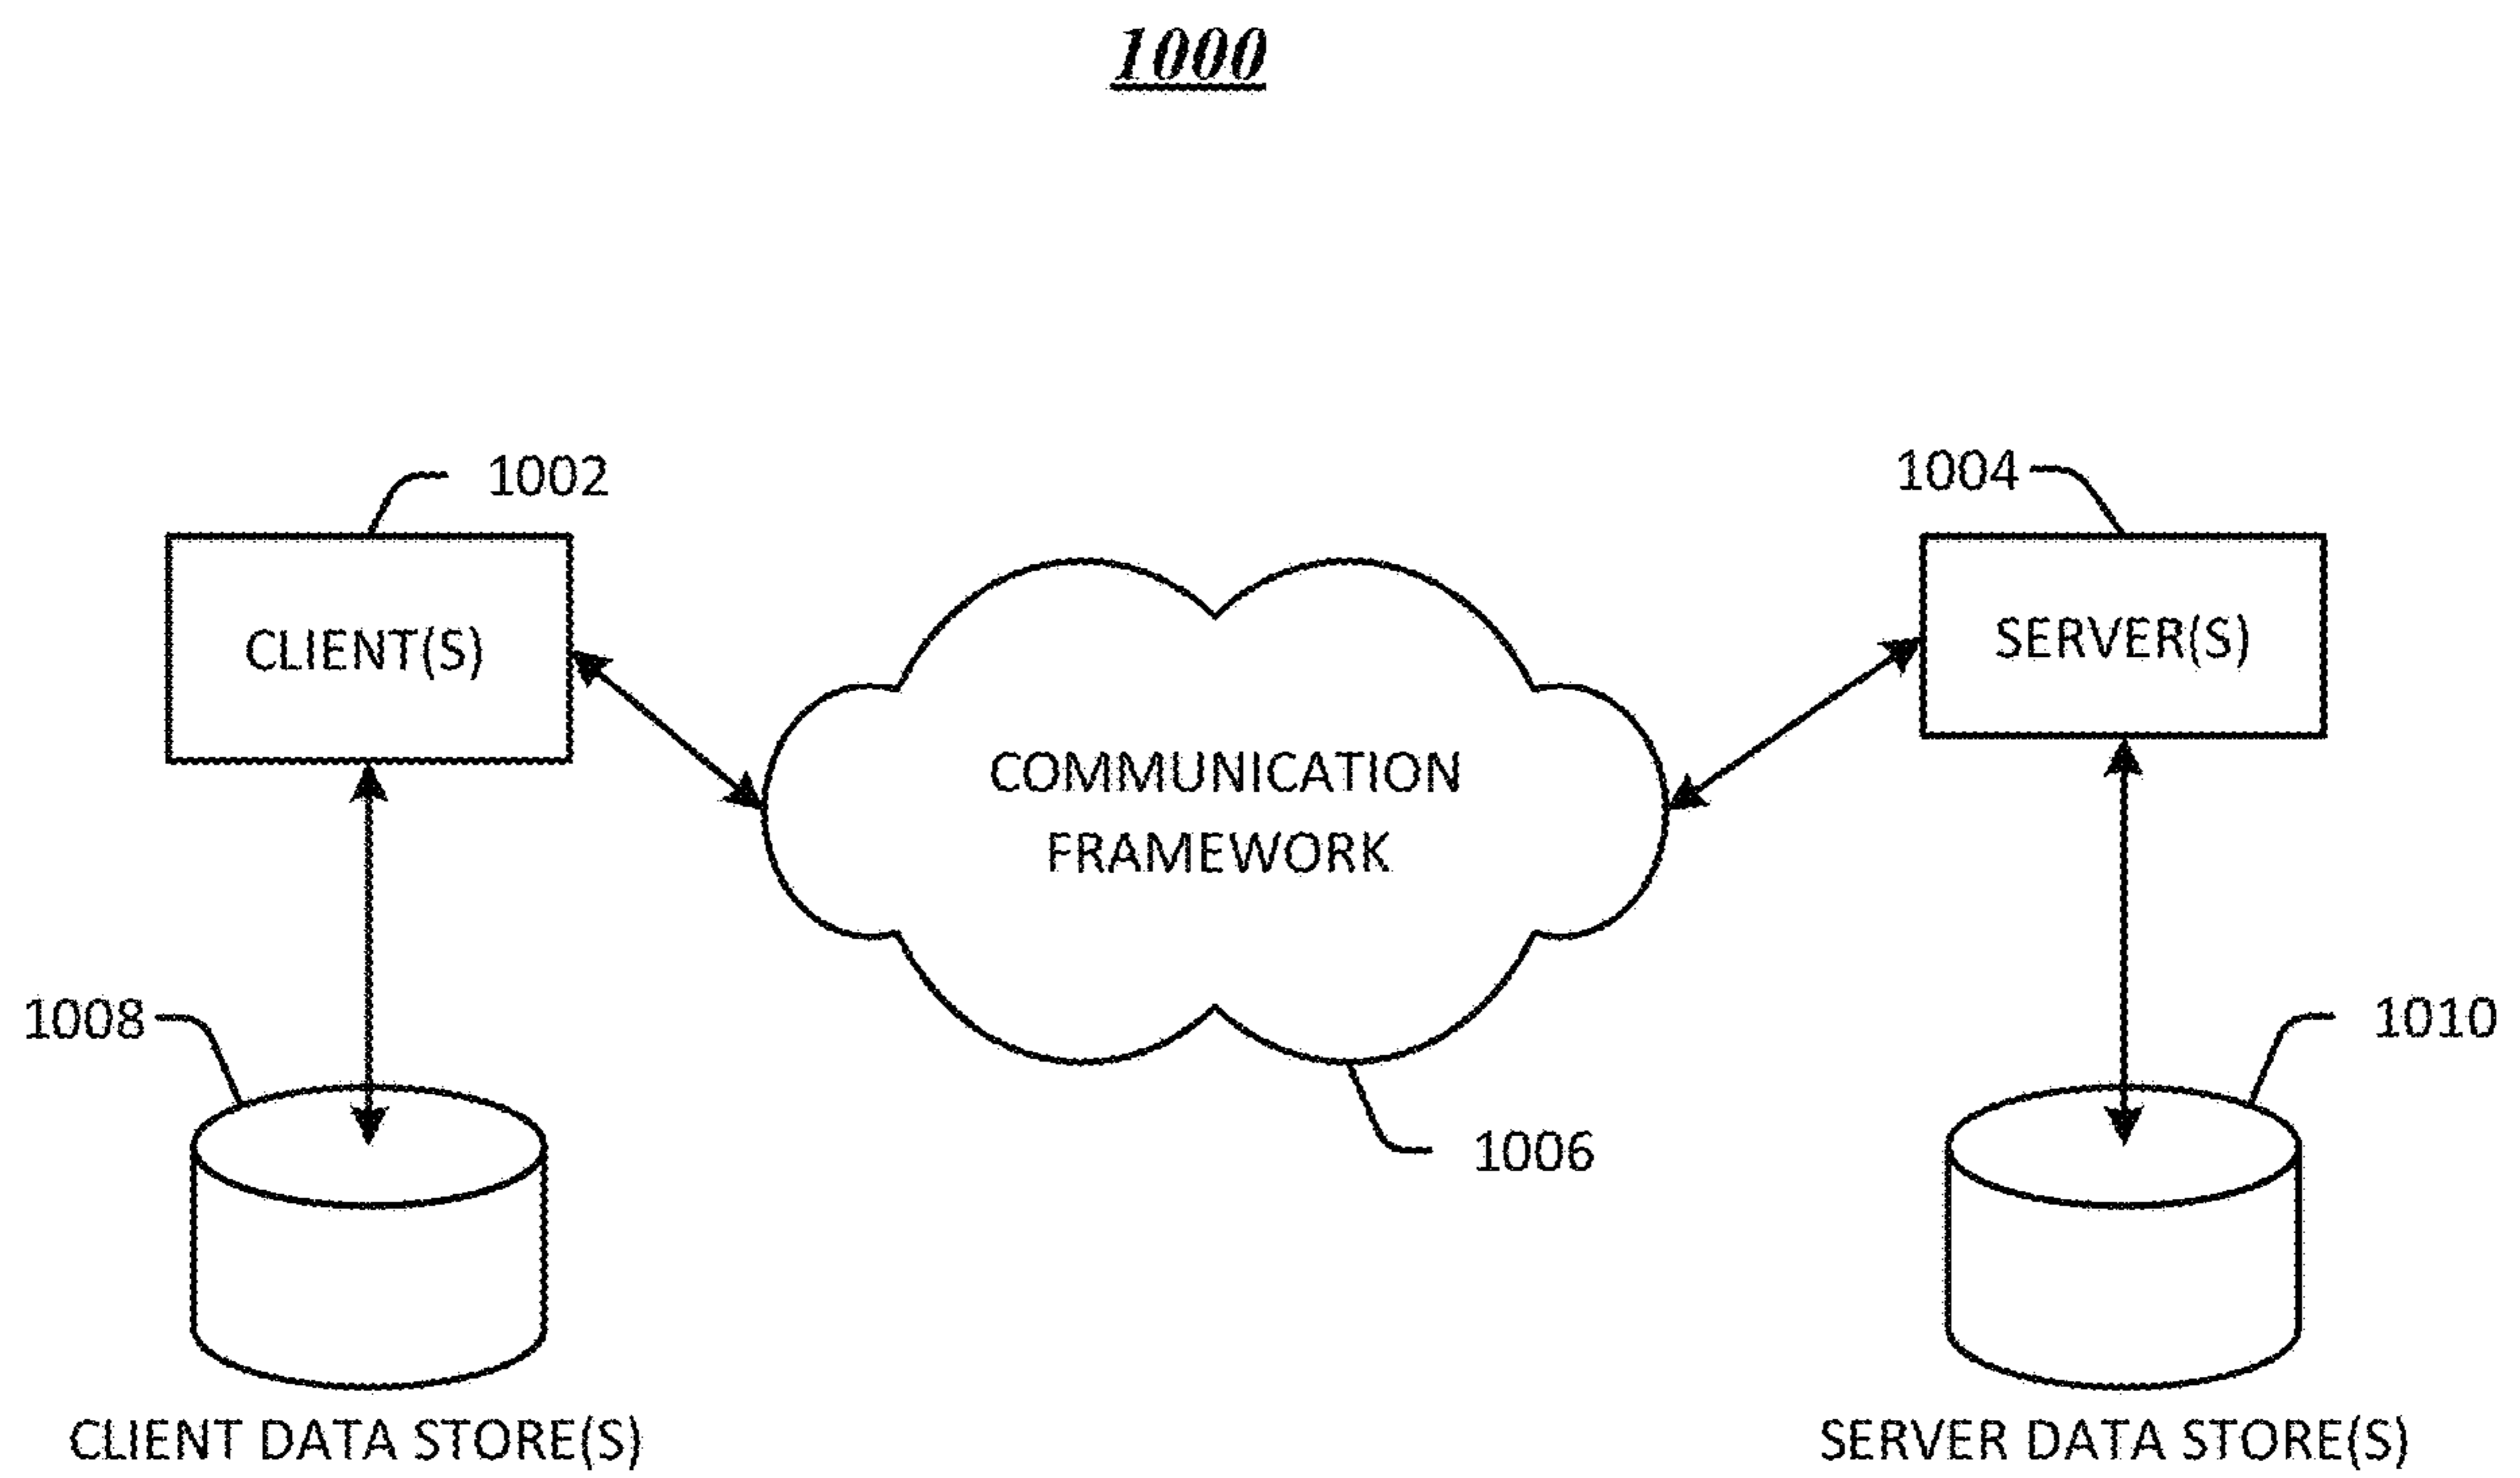 1000
1002
1004
CLIENT(S)
SERVER(S)
COMMUNICATION
FRAMEWORK
1008
1010
1006
CLIENT DATA STORE(S)
SERVER DATA STORE(S)